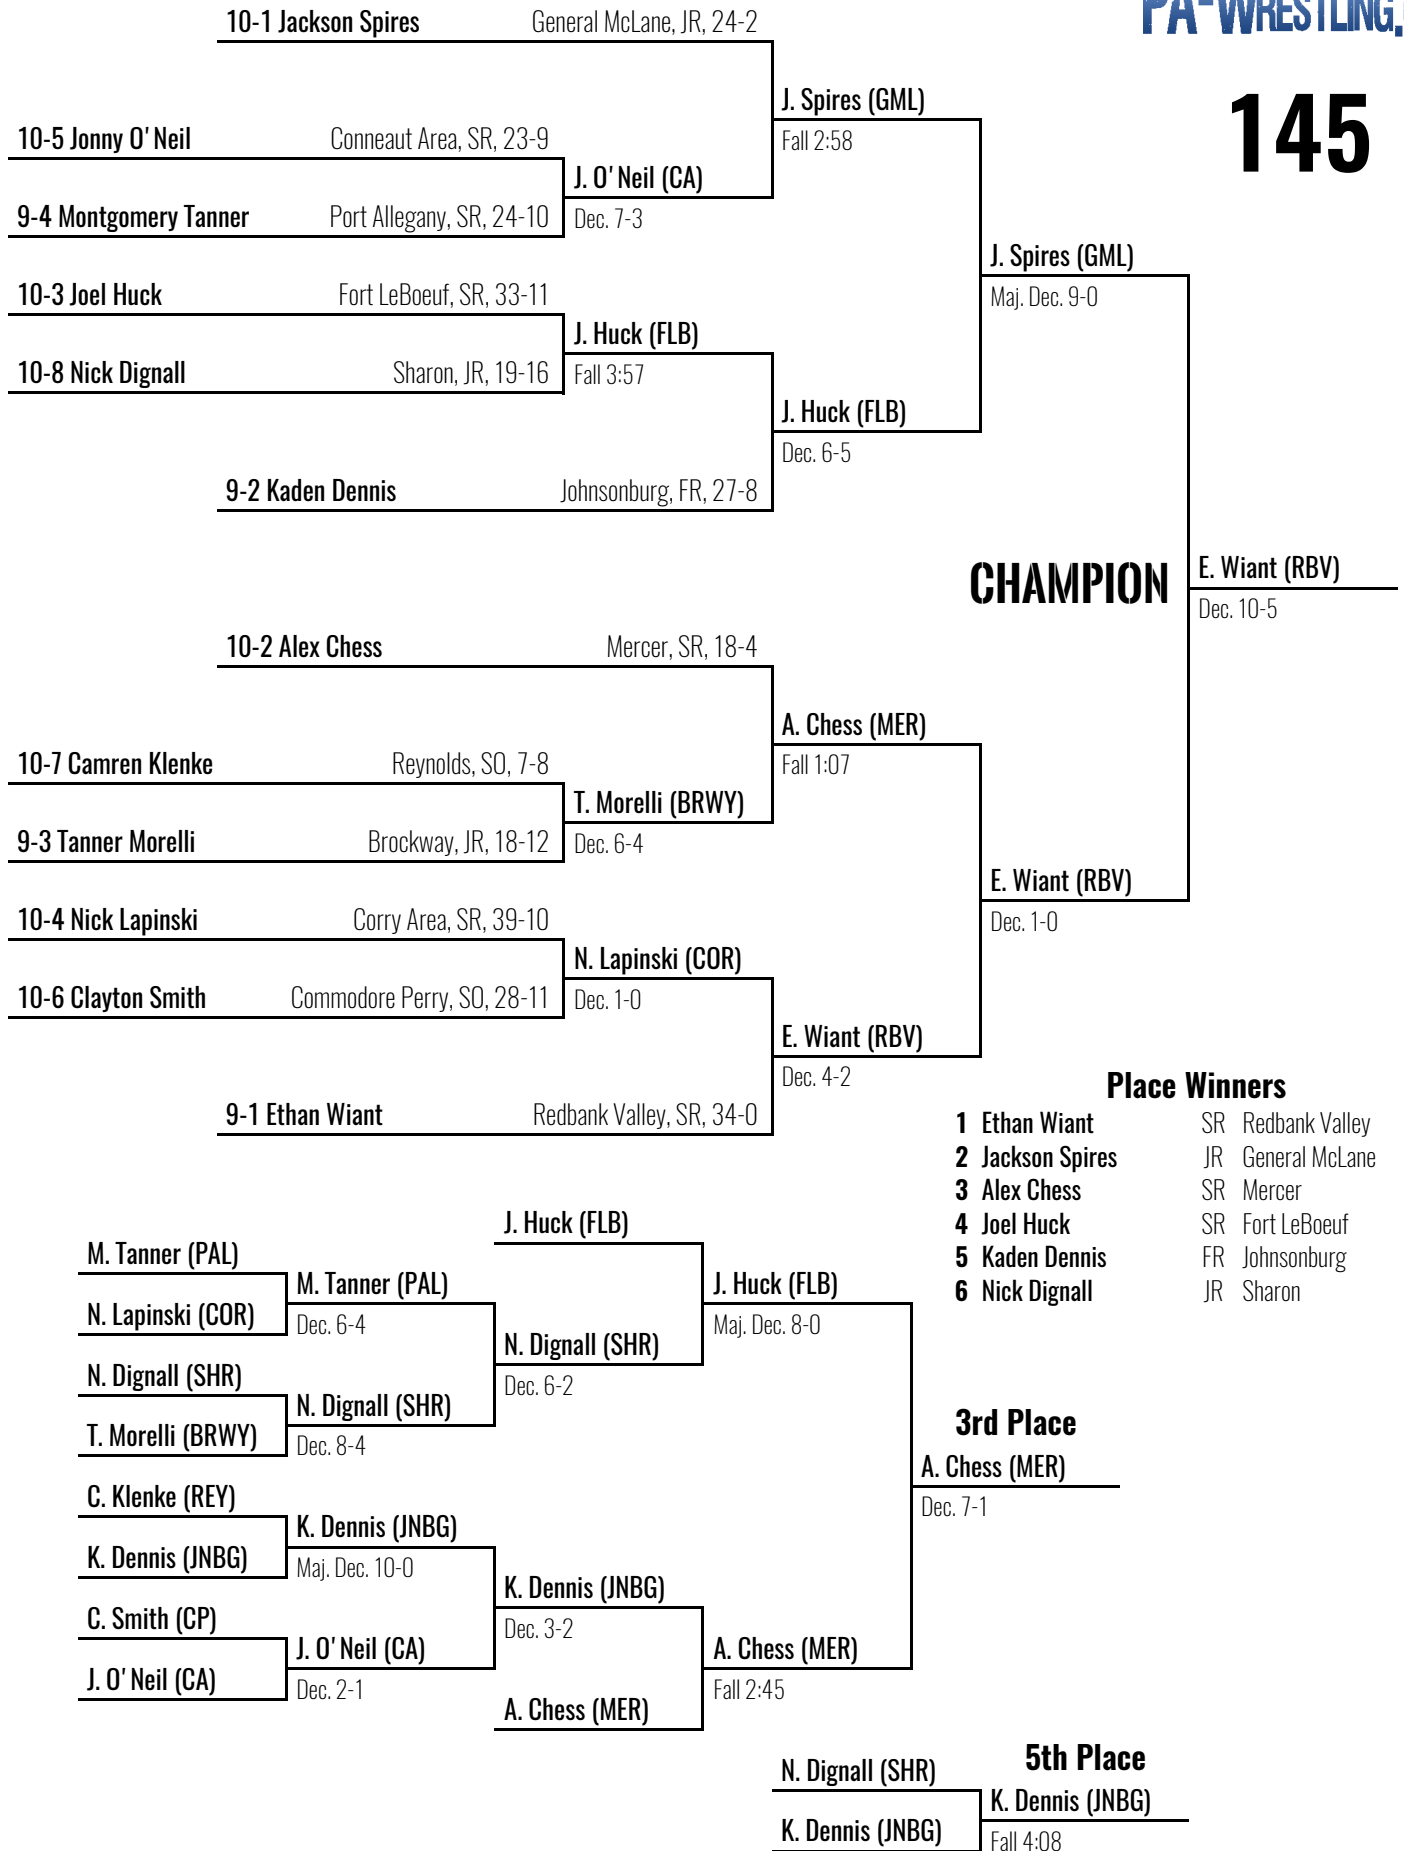 PA-WRESTLING.
145
10-1 Jackson Spires General McLane, JR, 24-2
J. Spires (GML)
Fall 2:58
10-5 Jonny O'Neil Conneaut Area, SR, 23-9
J. O'Neil (CA)
Dec. 7-3
9-4 Montgomery Tanner Port Allegany, SR, 24-10
J. Spires (GML)
Maj. Dec. 9-0
10-3 Joel Huck Fort LeBoeuf, SR, 33-11
J. Huck (FLB)
Fall 3:57
10-8 Nick Dignall Sharon, JR, 19-16
J. Huck (FLB)
Dec. 6-5
9-2 Kaden Dennis Johnsonburg, FR, 27-8
CHAMPION
E. Wiant (RBV)
Dec. 10-5
10-2 Alex Chess Mercer, SR, 18-4
A. Chess (MER)
Fall 1:07
10-7 Camren Klenke Reynolds, SO, 7-8
T. Morelli (BRWY)
Dec. 6-4
9-3 Tanner Morelli Brockway, JR, 18-12
E. Wiant (RBV)
Dec. 1-0
10-4 Nick Lapinski Corry Area, SR, 39-10
N. Lapinski (COR)
Dec. 1-0
10-6 Clayton Smith Commodore Perry, SO, 28-11
E. Wiant (RBV)
Dec. 4-2
9-1 Ethan Wiant Redbank Valley, SR, 34-0
Place Winners
1 Ethan Wiant SR Redbank Valley
2 Jackson Spires JR General McLane
3 Alex Chess SR Mercer
4 Joel Huck SR Fort LeBoeuf
5 Kaden Dennis FR Johnsonburg
6 Nick Dignall JR Sharon
J. Huck (FLB)
M. Tanner (PAL)
M. Tanner (PAL)
Dec. 6-4
N. Lapinski (COR)
J. Huck (FLB)
Maj. Dec. 8-0
N. Dignall (SHR)
Dec. 6-2
N. Dignall (SHR)
N. Dignall (SHR)
Dec. 8-4
T. Morelli (BRWY)
3rd Place
A. Chess (MER)
Dec. 7-1
C. Klenke (REY)
K. Dennis (JNBG)
Maj. Dec. 10-0
K. Dennis (JNBG)
K. Dennis (JNBG)
Dec. 3-2
C. Smith (CP)
J. O'Neil (CA)
Dec. 2-1
J. O'Neil (CA)
A. Chess (MER)
Fall 2:45
A. Chess (MER)
5th Place
N. Dignall (SHR)
K. Dennis (JNBG)
Fall 4:08
K. Dennis (JNBG)